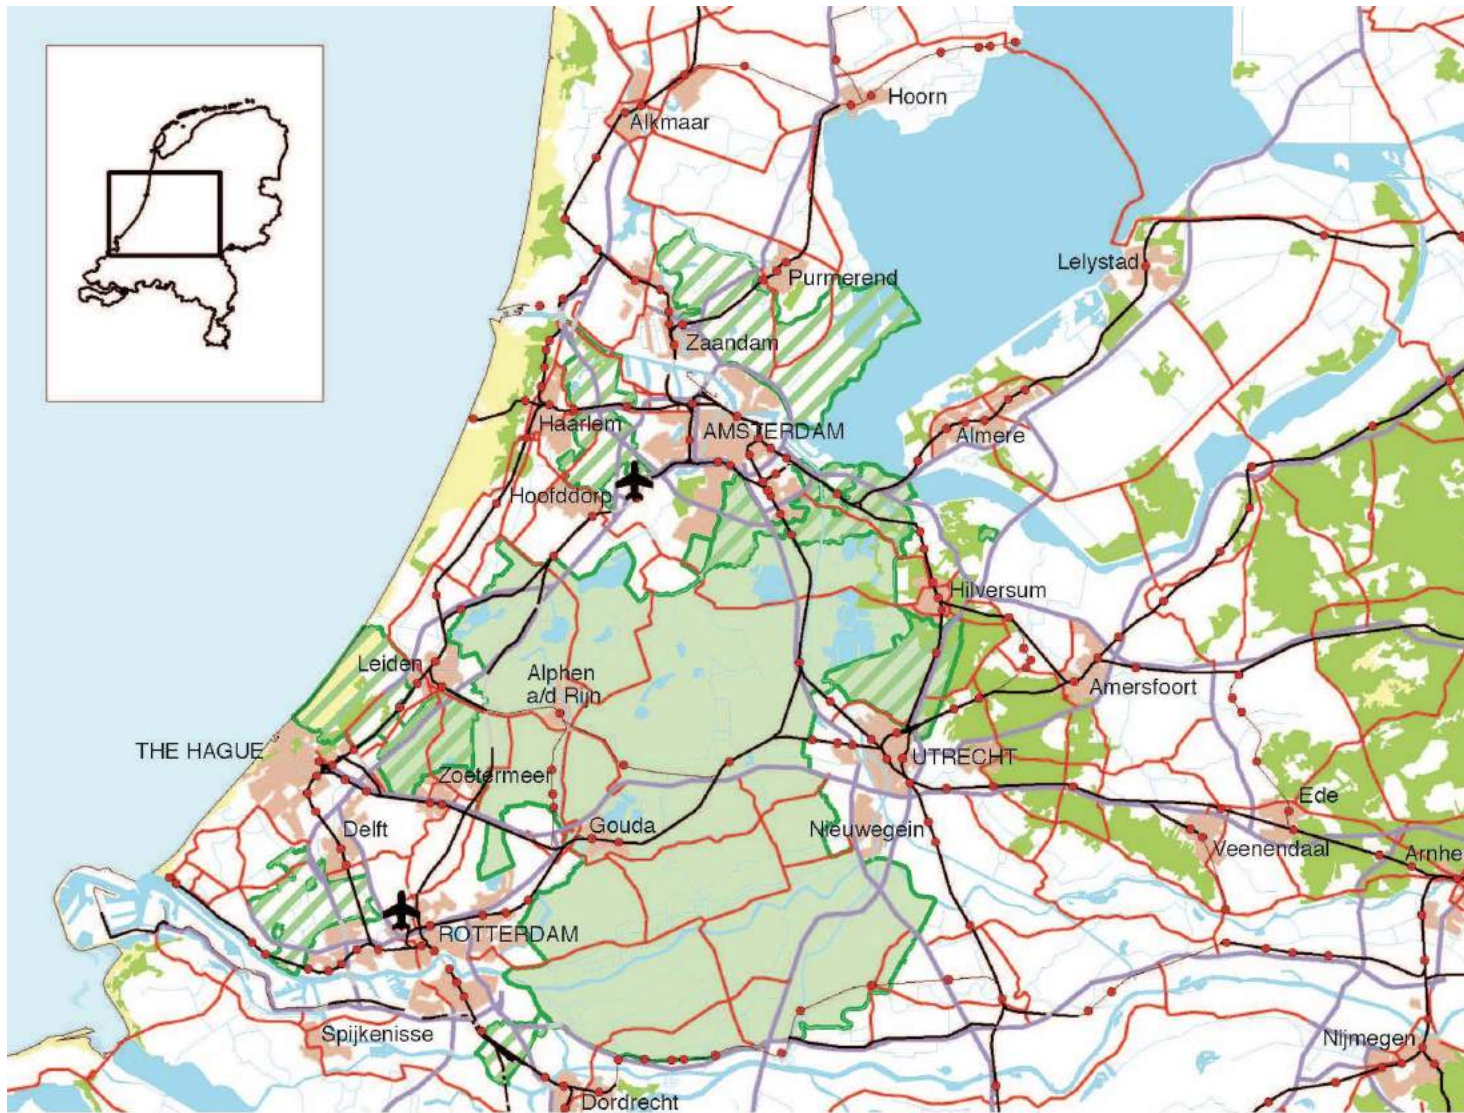 Hoorn
Alkmaar
Lelystad
Purmerend
Zaandam
Haarlem
AMSTERDAM
Almere
Hoofddorp
Hilversum
Leiden
Alphen
a/d Rijn
Amersfoort
THE HAGUE
UTRECHT
Zoetermeer
Ede
Delft
Gouda
Nieuwegein
Veenendaal
Arnhe
ROTTERDAM
Spijkenisse
Nijmegen
Dordrecht